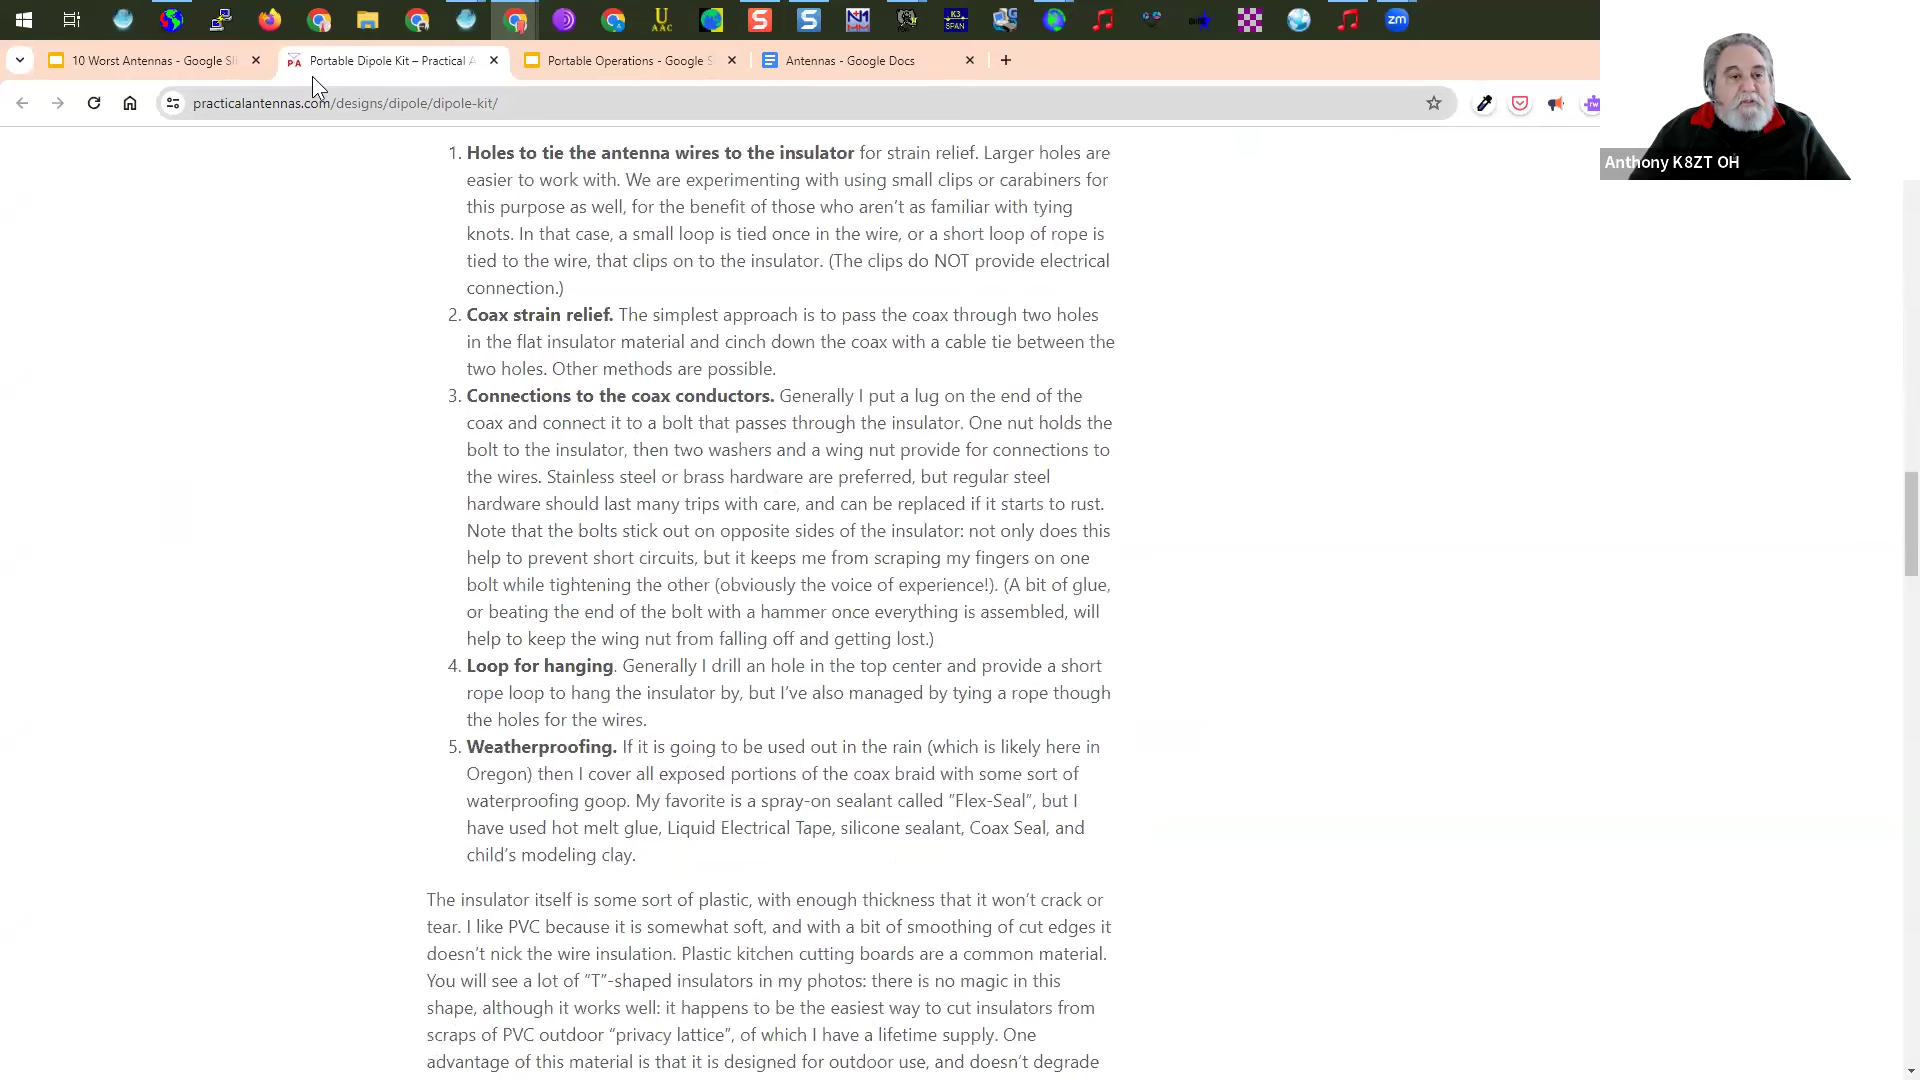 U
AAC
S
S
N1
MM
K3
SPAN
zm
10 Worst Antennas - Google Sli
PA
Portable Dipole Kit – Practical A
Portable Operations - Google S
Antennas - Google Docs
practicalantennas.com/designs/dipole/dipole-kit/
rw
Anthony K8ZT OH
1. Holes to tie the antenna wires to the insulator for strain relief. Larger holes are
easier to work with. We are experimenting with using small clips or carabiners for
this purpose as well, for the benefit of those who aren’t as familiar with tying
knots. In that case, a small loop is tied once in the wire, or a short loop of rope is
tied to the wire, that clips on to the insulator. (The clips do NOT provide electrical
connection.)
2. Coax strain relief. The simplest approach is to pass the coax through two holes
in the flat insulator material and cinch down the coax with a cable tie between the
two holes. Other methods are possible.
3. Connections to the coax conductors. Generally I put a lug on the end of the
coax and connect it to a bolt that passes through the insulator. One nut holds the
bolt to the insulator, then two washers and a wing nut provide for connections to
the wires. Stainless steel or brass hardware are preferred, but regular steel
hardware should last many trips with care, and can be replaced if it starts to rust.
Note that the bolts stick out on opposite sides of the insulator: not only does this
help to prevent short circuits, but it keeps me from scraping my fingers on one
bolt while tightening the other (obviously the voice of experience!). (A bit of glue,
or beating the end of the bolt with a hammer once everything is assembled, will
help to keep the wing nut from falling off and getting lost.)
4. Loop for hanging. Generally I drill an hole in the top center and provide a short
rope loop to hang the insulator by, but I’ve also managed by tying a rope though
the holes for the wires.
5. Weatherproofing. If it is going to be used out in the rain (which is likely here in
Oregon) then I cover all exposed portions of the coax braid with some sort of
waterproofing goop. My favorite is a spray-on sealant called ”Flex-Seal”, but I
have used hot melt glue, Liquid Electrical Tape, silicone sealant, Coax Seal, and
child’s modeling clay.
The insulator itself is some sort of plastic, with enough thickness that it won’t crack or
tear. I like PVC because it is somewhat soft, and with a bit of smoothing of cut edges it
doesn’t nick the wire insulation. Plastic kitchen cutting boards are a common material.
You will see a lot of ”T”-shaped insulators in my photos: there is no magic in this
shape, although it works well: it happens to be the easiest way to cut insulators from
scraps of PVC outdoor “privacy lattice”, of which I have a lifetime supply. One
advantage of this material is that it is designed for outdoor use, and doesn’t degrade